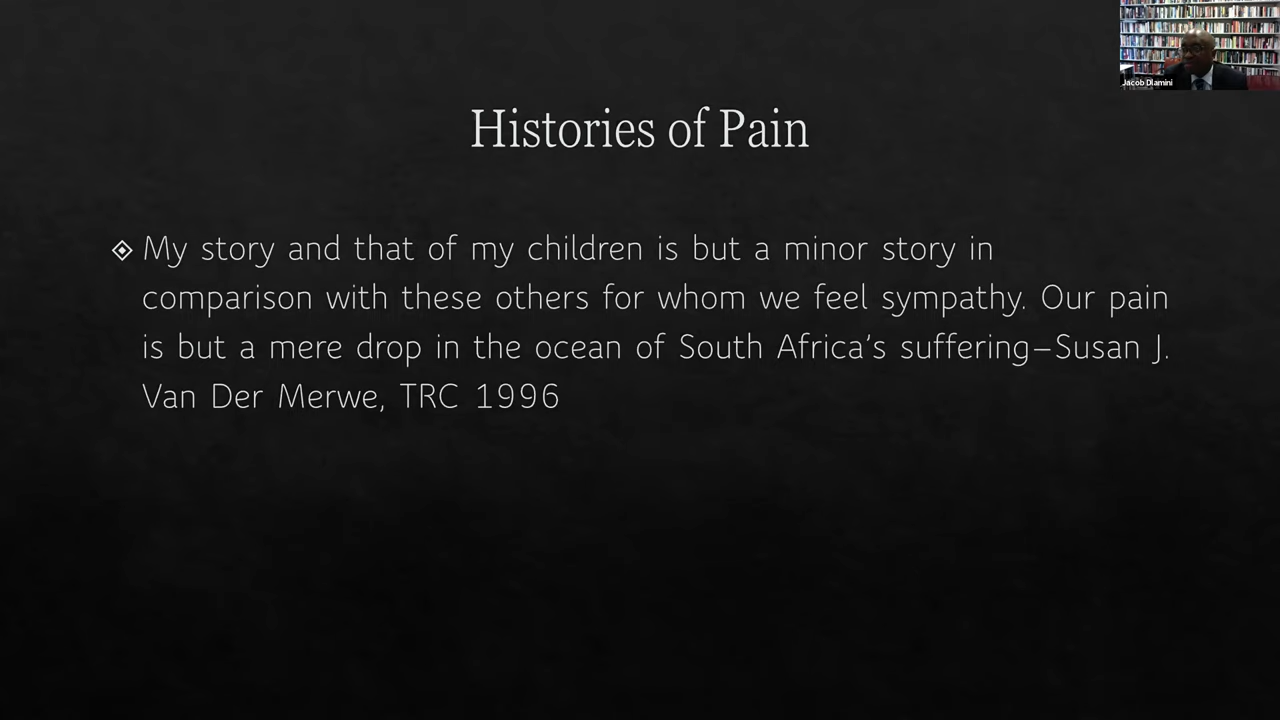 Jacob Dlamini
Histories of Pain
My story and that of my children is but a minor story in
comparison with these others for whom we feel sympathy. Our pain
is but a mere drop in the ocean of South Africa’s suffering–Susan J.
Van Der Merwe, TRC 1996